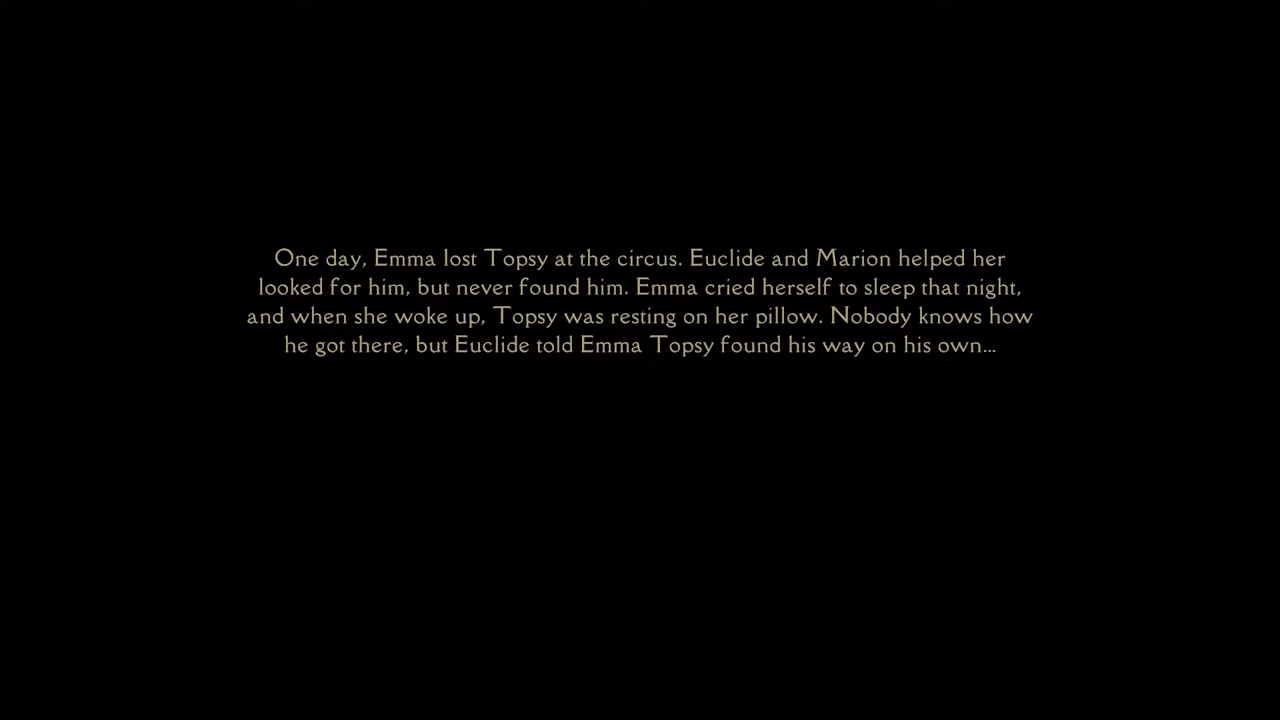 One day, Emma lost Topsy at the circus. Euclide and Marion helped her
looked for him, but never found him. Emma cried herself to sleep that night,
and when she woke up, Topsy was resting on her pillow. Nobody knows how
he got there, but Euclide told Emma Topsy found his way on his own...